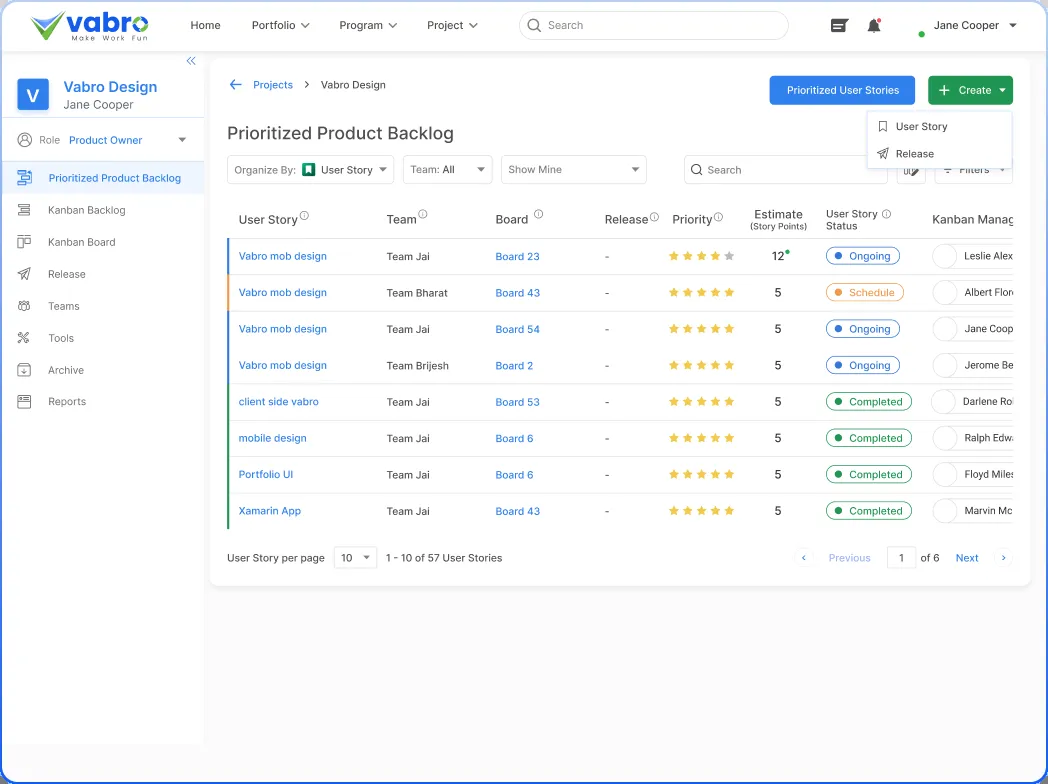 vabro
Make Work Fun
Home Portfolio Program Project Search Jane Cooper
V
Vabro Design
Jane Cooper
Role Product Owner
Prioritized Product Backlog
Kanban Backlog
Kanban Board
Release
Teams
Tools
Archive
Reports
Projects > Vabro Design
Prioritized User Stories
+ Create
User Story
Release
Prioritized Product Backlog
Organize By: User Story Team: All Show Mine Search Filters
User Story Team Board Release Priority Estimate (Story Points) User Story Status Kanban Manag
Vabro mob design Team Jai Board 23 - 12 Ongoing Leslie Alex
Vabro mob design Team Bharat Board 43 - 5 Schedule Albert Flore
Vabro mob design Team Jai Board 54 - 5 Ongoing Jane Coop
Vabro mob design Team Brijesh Board 2 - 5 Ongoing Jerome Be
client side vabro Team Jai Board 53 - 5 Completed Darlene Ro
mobile design Team Jai Board 6 - 5 Completed Ralph Edwa
Portfolio UI Team Jai Board 6 - 5 Completed Floyd Miles
Xamarin App Team Jai Board 43 - 5 Completed Marvin Mc
User Story per page 10 1 - 10 of 57 User Stories ‹ Previous 1 of 6 Next ›